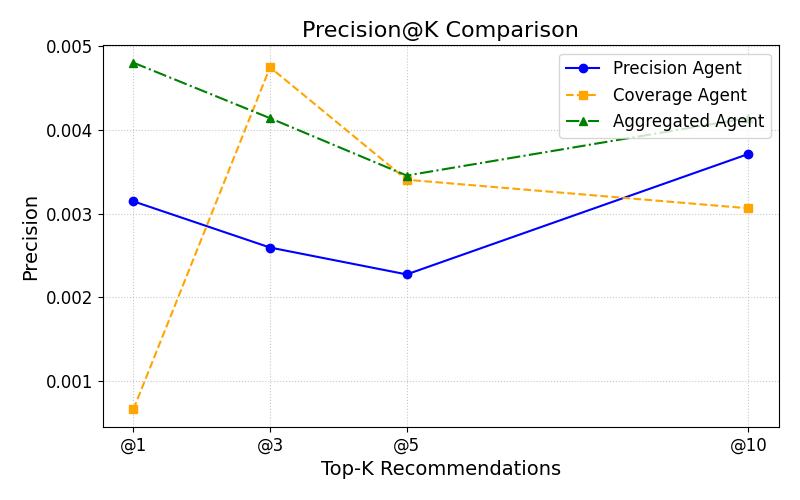 Precision@K Comparison
Precision Agent
Coverage Agent
Aggregated Agent
Precision
0.005
0.004
0.003
0.002
0.001
@1 @3 @5 @10
Top-K Recommendations